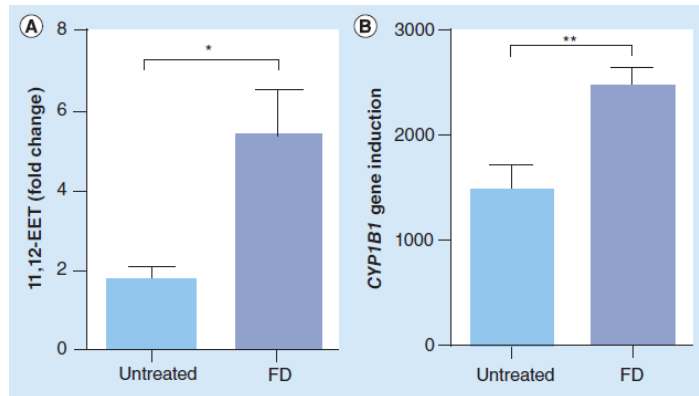 A
8
6
4
2
0
11,12-EET (fold change)
*
Untreated
FD
B
3000
2000
1000
0
CYP1B1 gene induction
**
Untreated
FD